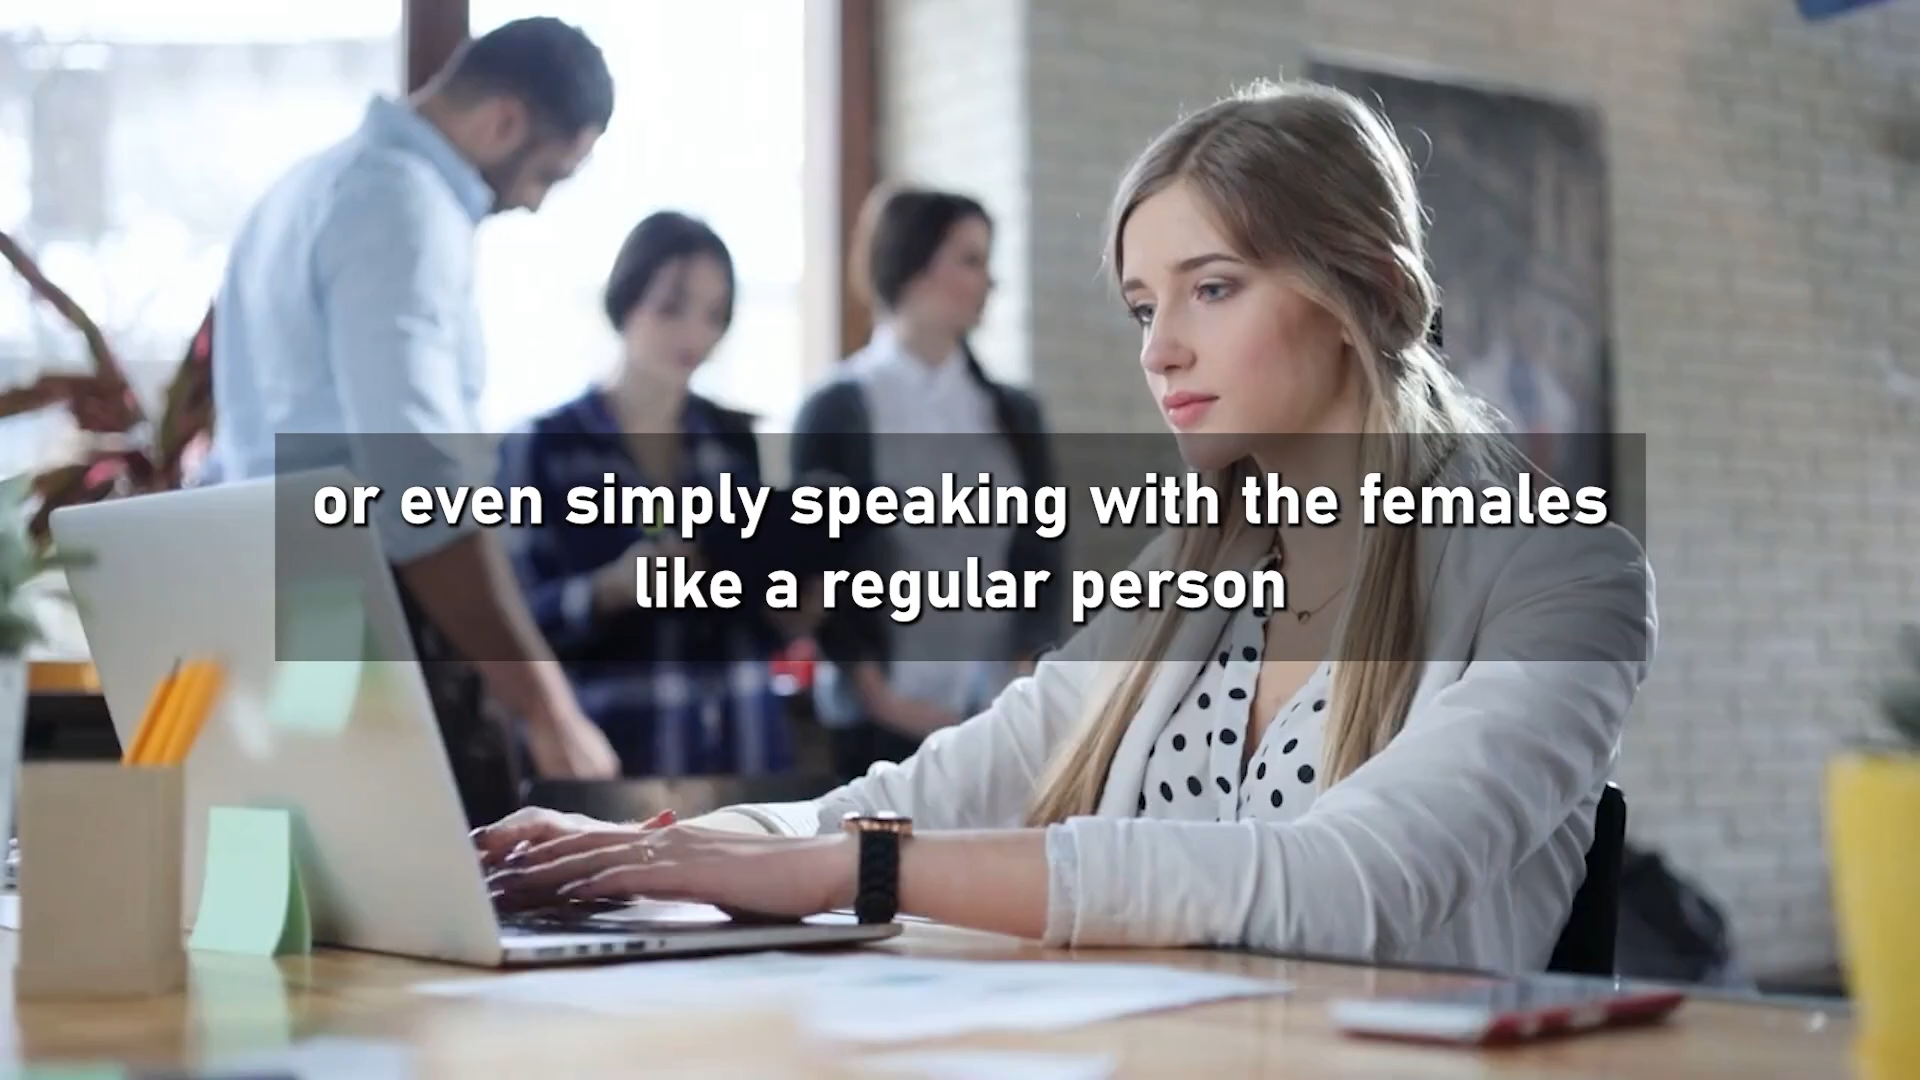 or even simply speaking with the females
like a regular person